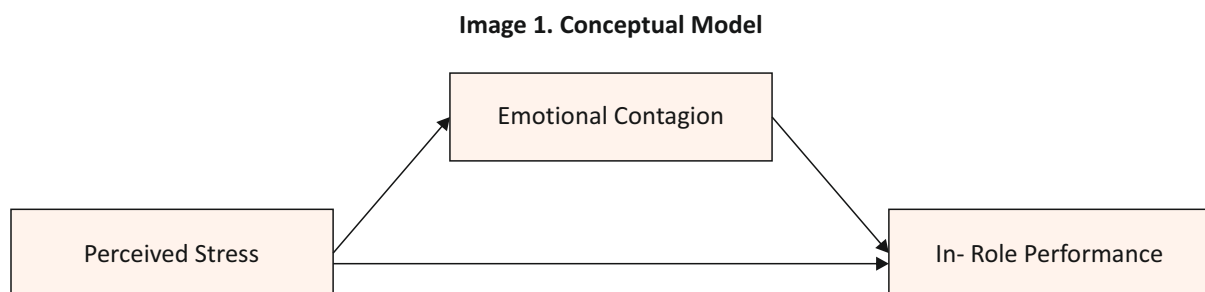 Image 1. Conceptual Model
Emotional Contagion
Perceived Stress
In- Role Performance